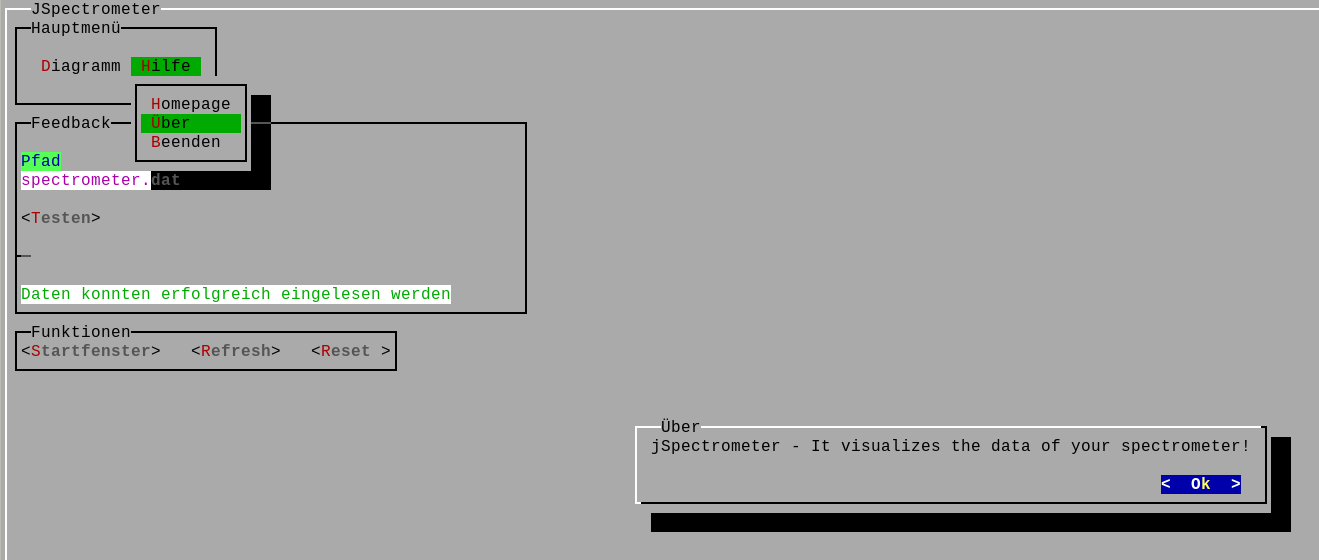 JSpectrometer
Hauptmenü
Diagramm Hilfe
Homepage
Über
Beenden
Feedback
Pfad
spectrometer.dat
<Testen>
Daten konnten erfolgreich eingelesen werden
Funktionen
<Startfenster> <Refresh> <Reset >
Über
jSpectrometer - It visualizes the data of your spectrometer!
< Ok >